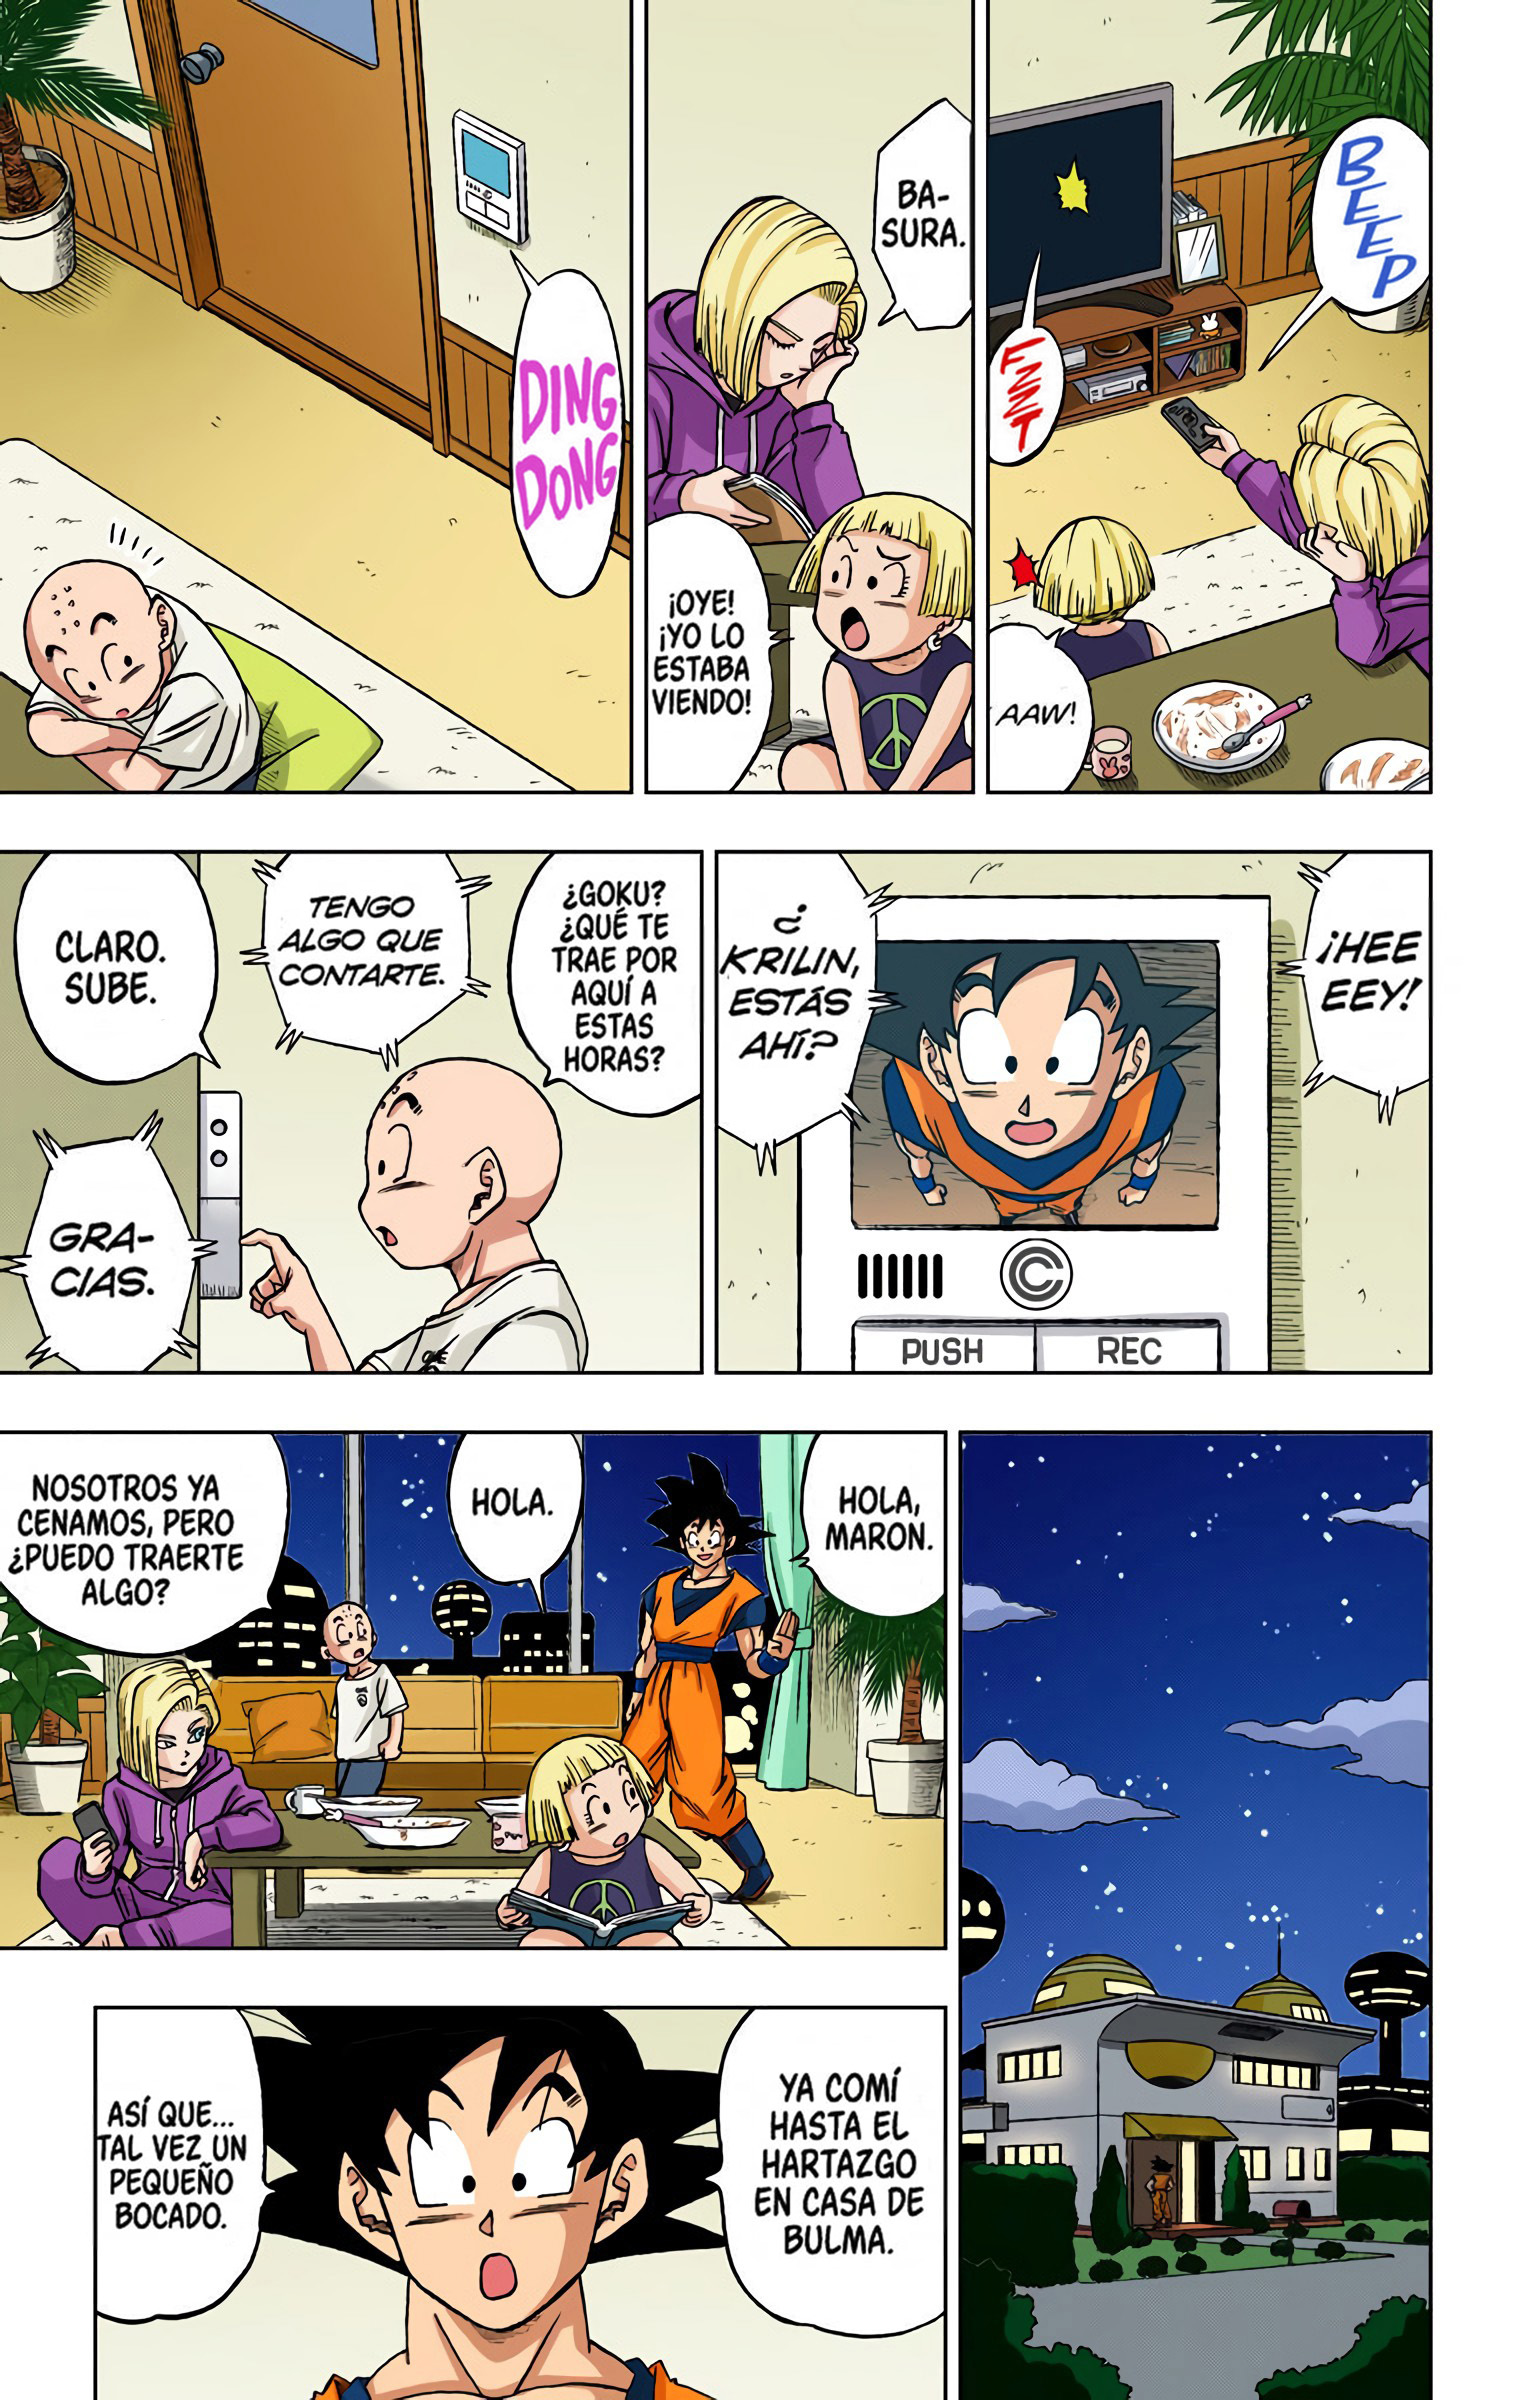 BEEP
FZZT
AAW!
BA-
SURA.
¡OYE!
¡YO LO
ESTABA
VIENDO!
DING
DONG
¡HEE
EEY!
¿
KRILIN,
ESTÁS
AHÍ?
PUSH
REC
¿GOKU?
¿QUÉ TE
TRAE POR
AQUÍ A
ESTAS
HORAS?
TENGO
ALGO QUE
CONTARTE.
CLARO.
SUBE.
GRA-
CIAS.
HOLA,
MARON.
HOLA.
NOSOTROS YA
CENAMOS, PERO
¿PUEDO TRAERTE
ALGO?
YA COMÍ
HASTA EL
HARTAZGO
EN CASA DE
BULMA.
ASÍ QUE...
TAL VEZ UN
PEQUEÑO
BOCADO.